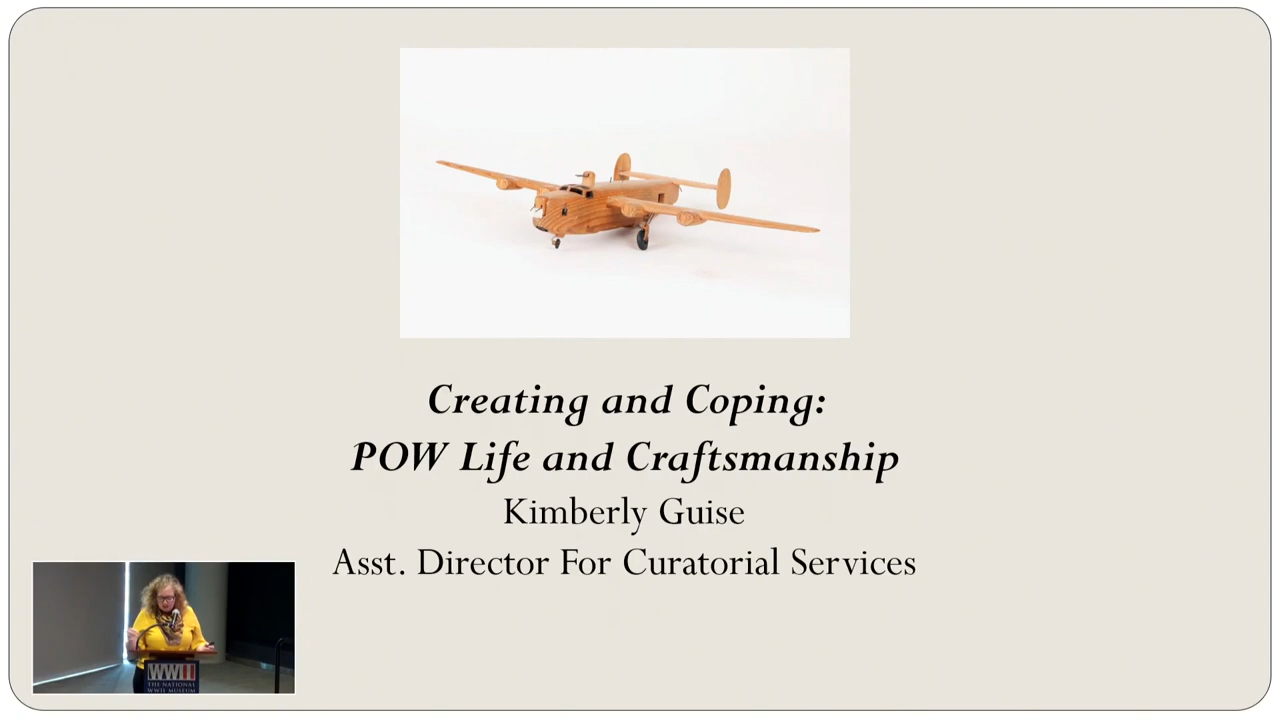 Creating and Coping:
POW Life and Craftsmanship
Kimberly Guise
Asst. Director For Curatorial Services
WWII
THE NATIONAL
WWII MUSEUM